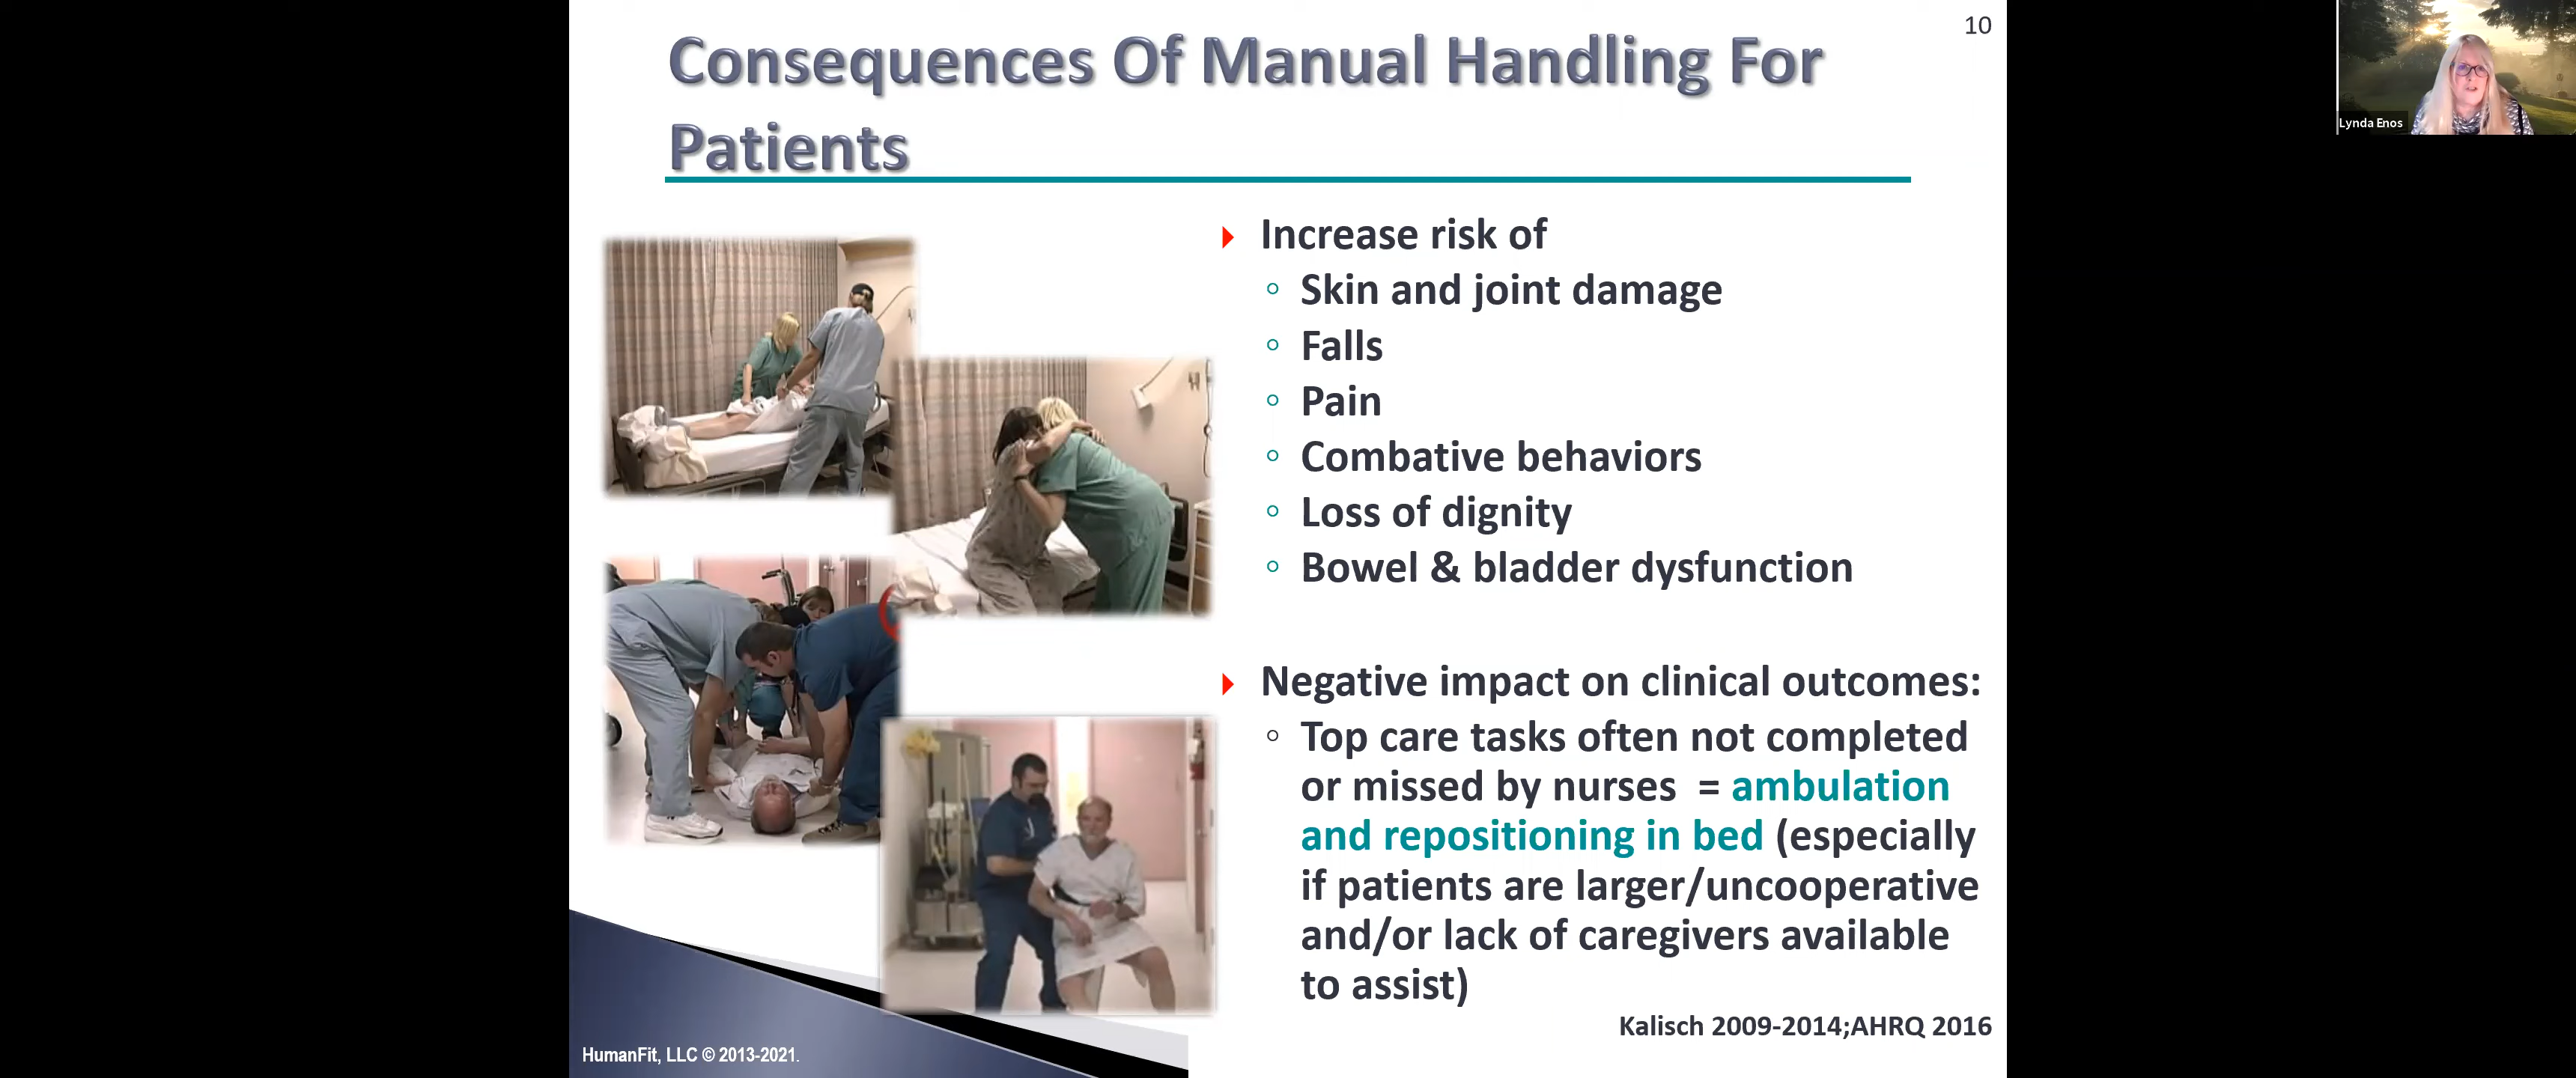 10
Consequences Of Manual Handling For
Patients
Increase risk of
Skin and joint damage
Falls
Pain
Combative behaviors
Loss of dignity
Bowel & bladder dysfunction
Negative impact on clinical outcomes:
Top care tasks often not completed
or missed by nurses = ambulation
and repositioning in bed (especially
if patients are larger/uncooperative
and/or lack of caregivers available
to assist)
Kalisch 2009-2014;AHRQ 2016
HumanFit, LLC © 2013-2021.
Lynda Enos